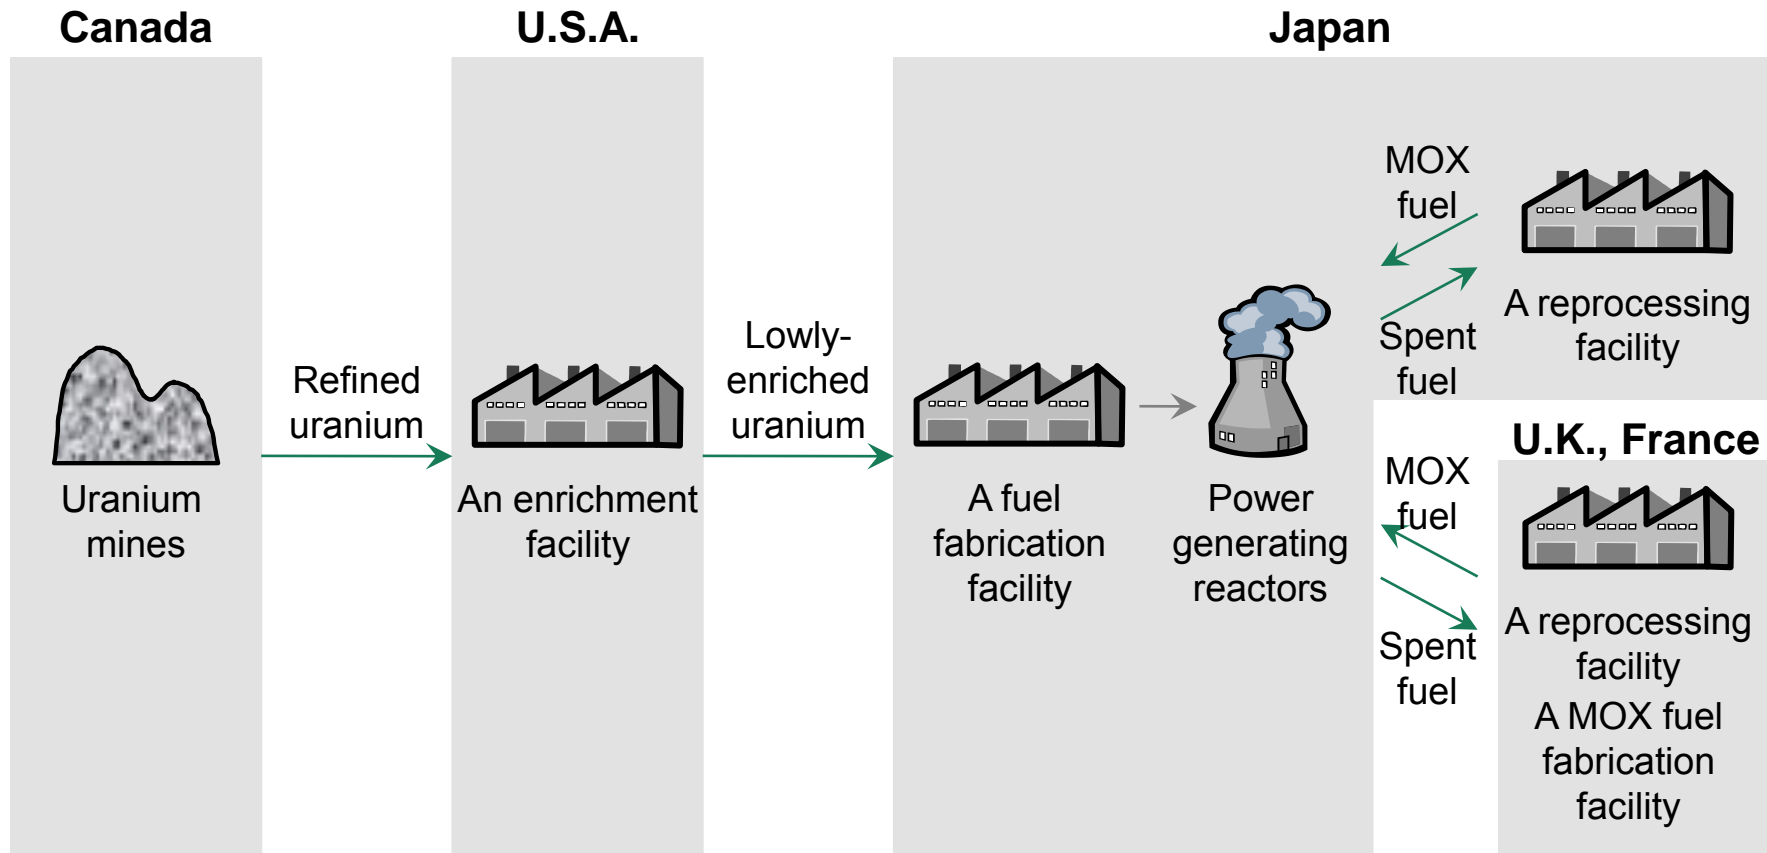 Canada
U.S.A.
Japan
Uranium
mines
Refined
uranium
An enrichment
facility
Lowly-
enriched
uranium
A fuel
fabrication
facility
Power
generating
reactors
MOX
fuel
Spent
fuel
A reprocessing
facility
U.K., France
MOX
fuel
Spent
fuel
A reprocessing
facility
A MOX fuel
fabrication
facility